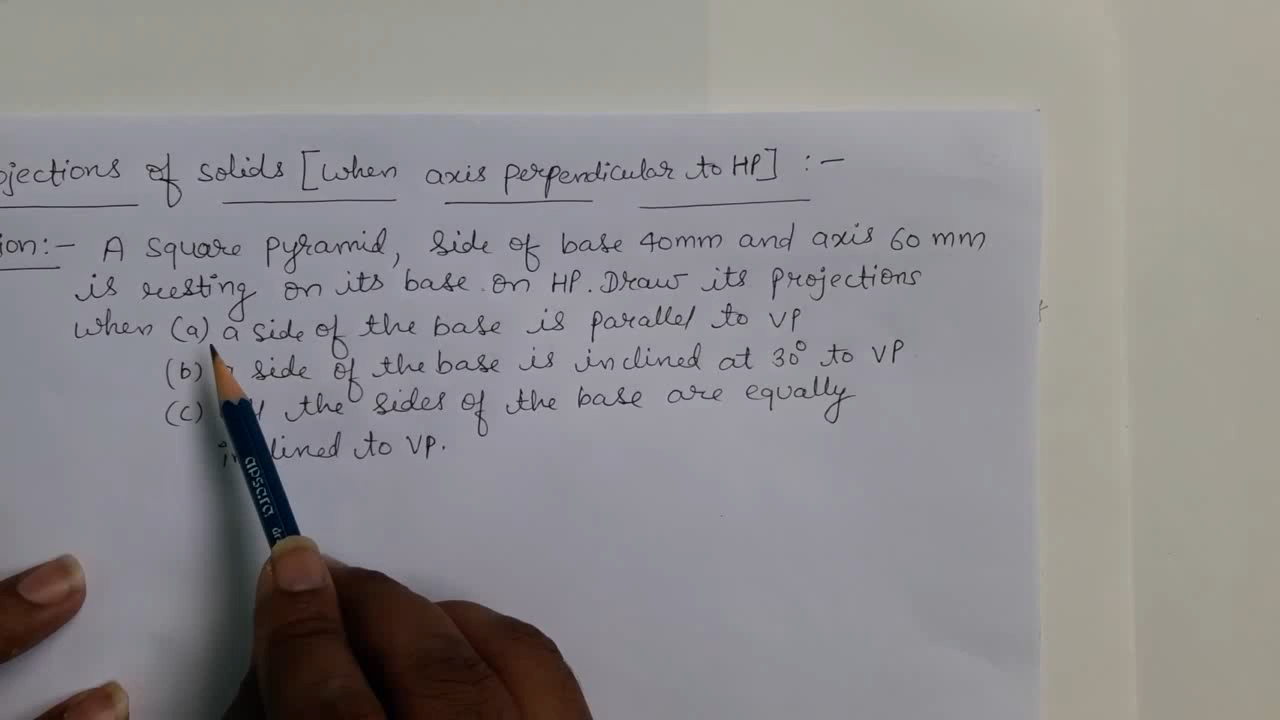 ojections of solids [when axis perpendicular to HP] :-
ion:- A square pyramid, side of base 40mm and axis 60 mm
is resting on its base on HP. Draw its projections
when (a) a side of the base is parallel to VP
(b) side of the base is inclined at 30° to VP
(c) the sides of the base are equally
lined to VP.
apsara